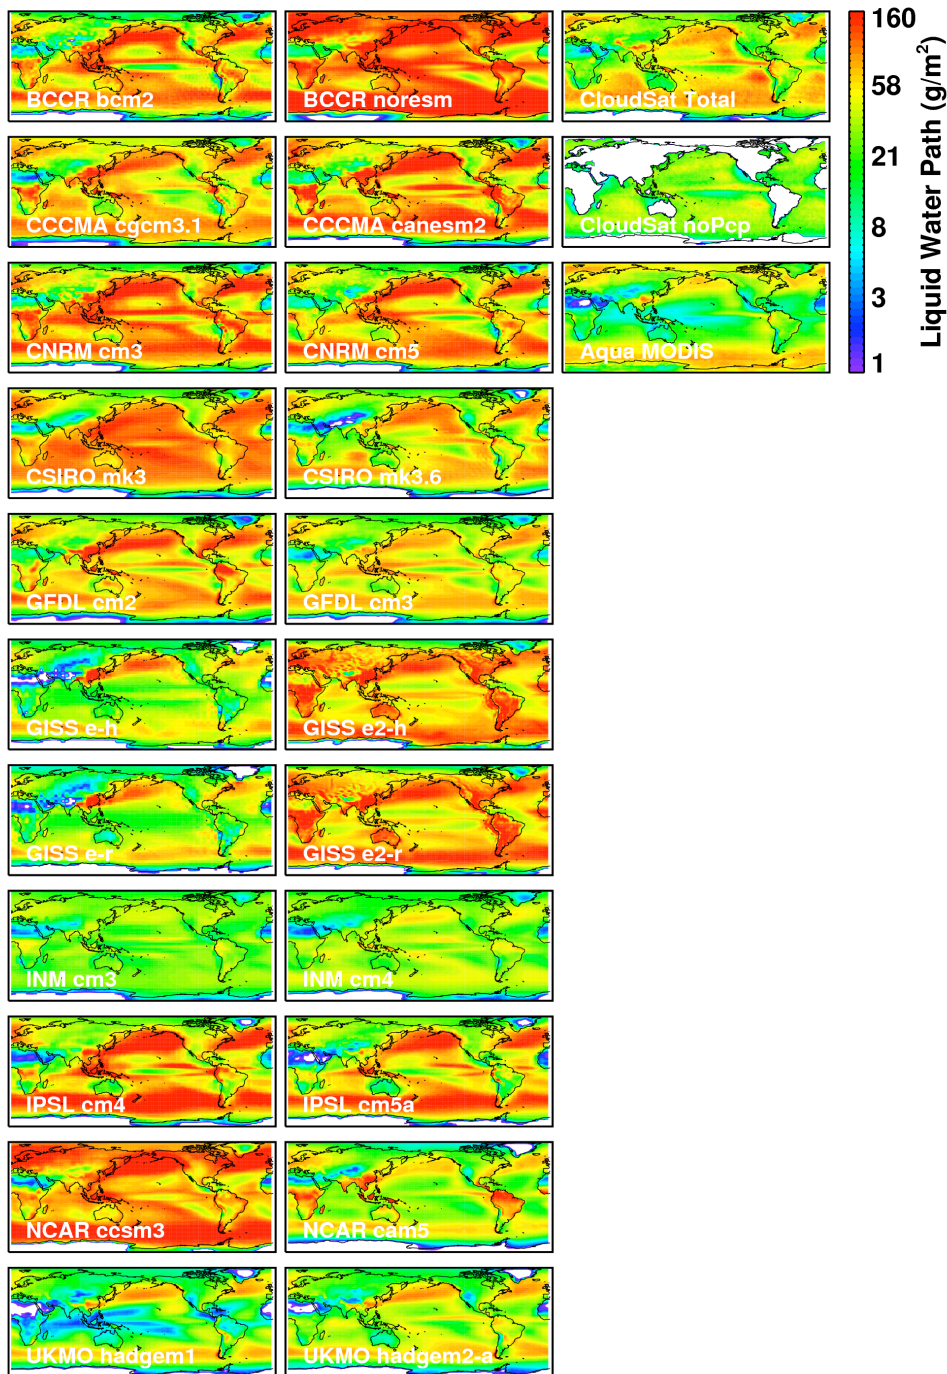 BCCR bcm2
BCCR noresm
CloudSat Total
CCCMA cgcm3.1
CCCMA canesm2
CloudSat noPcp
CNRM cm3
CNRM cm5
Aqua MODIS
CSIRO mk3
CSIRO mk3.6
GFDL cm2
GFDL cm3
GISS e-h
GISS e2-h
GISS e-r
GISS e2-r
INM cm3
INM cm4
IPSL cm4
IPSL cm5a
NCAR ccsm3
NCAR cam5
UKMO hadgem1
UKMO hadgem2-a
160
58
21
8
3
1
Liquid Water Path (g/m²)